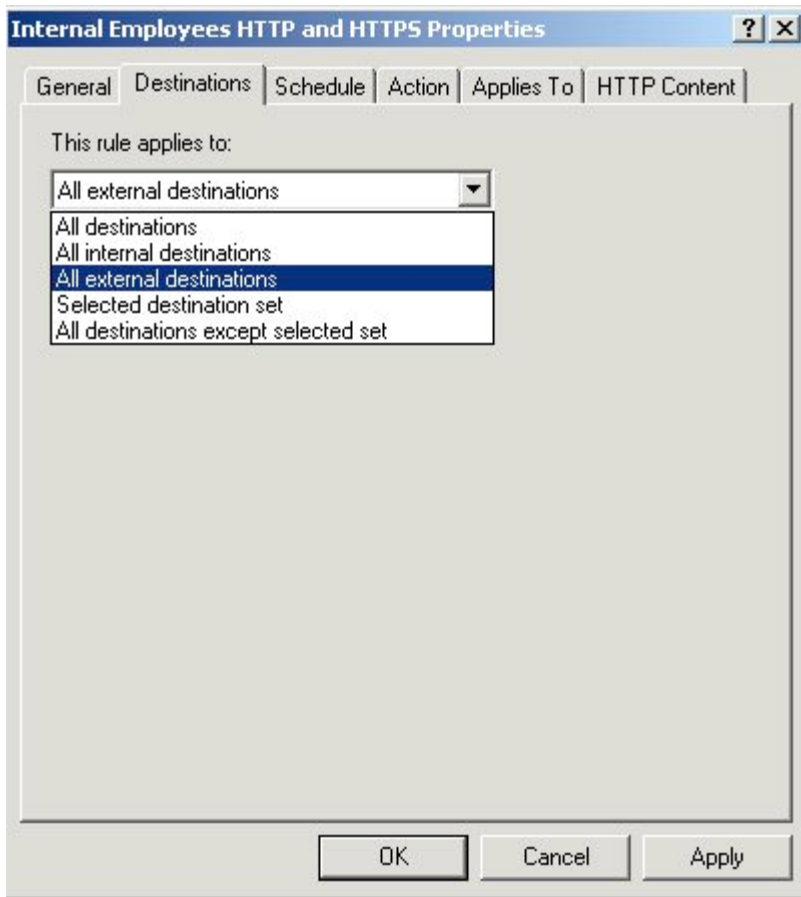 Internal Employees HTTP and HTTPS Properties ? ×
General Destinations Schedule Action Applies To HTTP Content
This rule applies to:
All external destinations
All destinations
All internal destinations
All external destinations
Selected destination set
All destinations except selected set
OK Cancel Apply